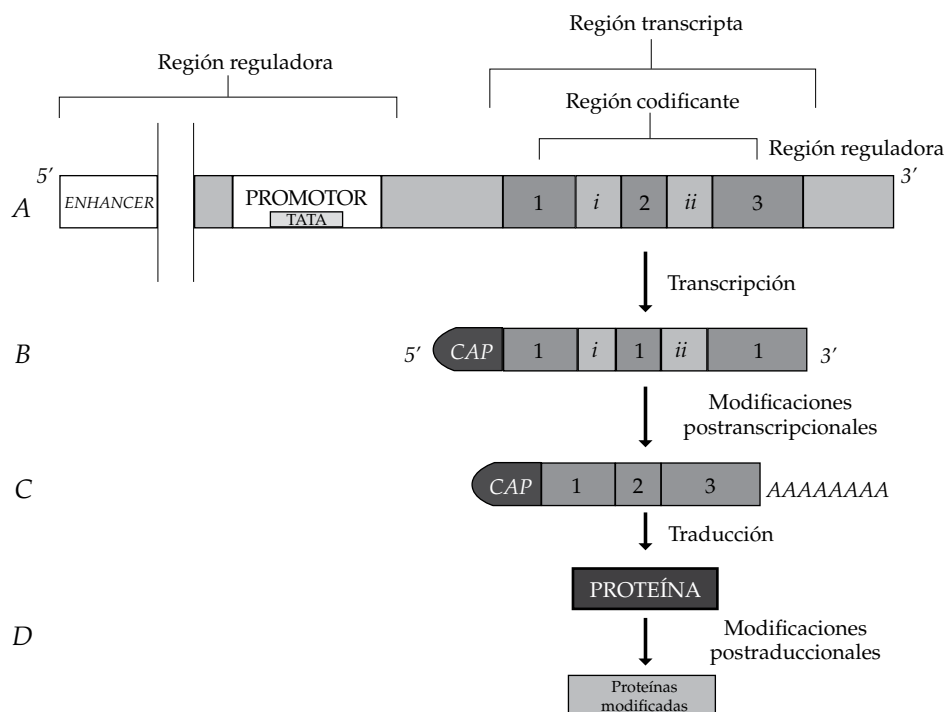 Región transcripta
Región reguladora
Región codificante
Región reguladora
5′ 3′
A ENHANCER PROMOTOR 1 i 2 ii 3
TATA
Transcripción
B 5′ CAP 1 i 1 ii 1 3′
Modificaciones
postranscripcionales
C CAP 1 2 3 AAAAAAAA
Traducción
PROTEÍNA
D Modificaciones
postraduccionales
Proteínas
modificadas